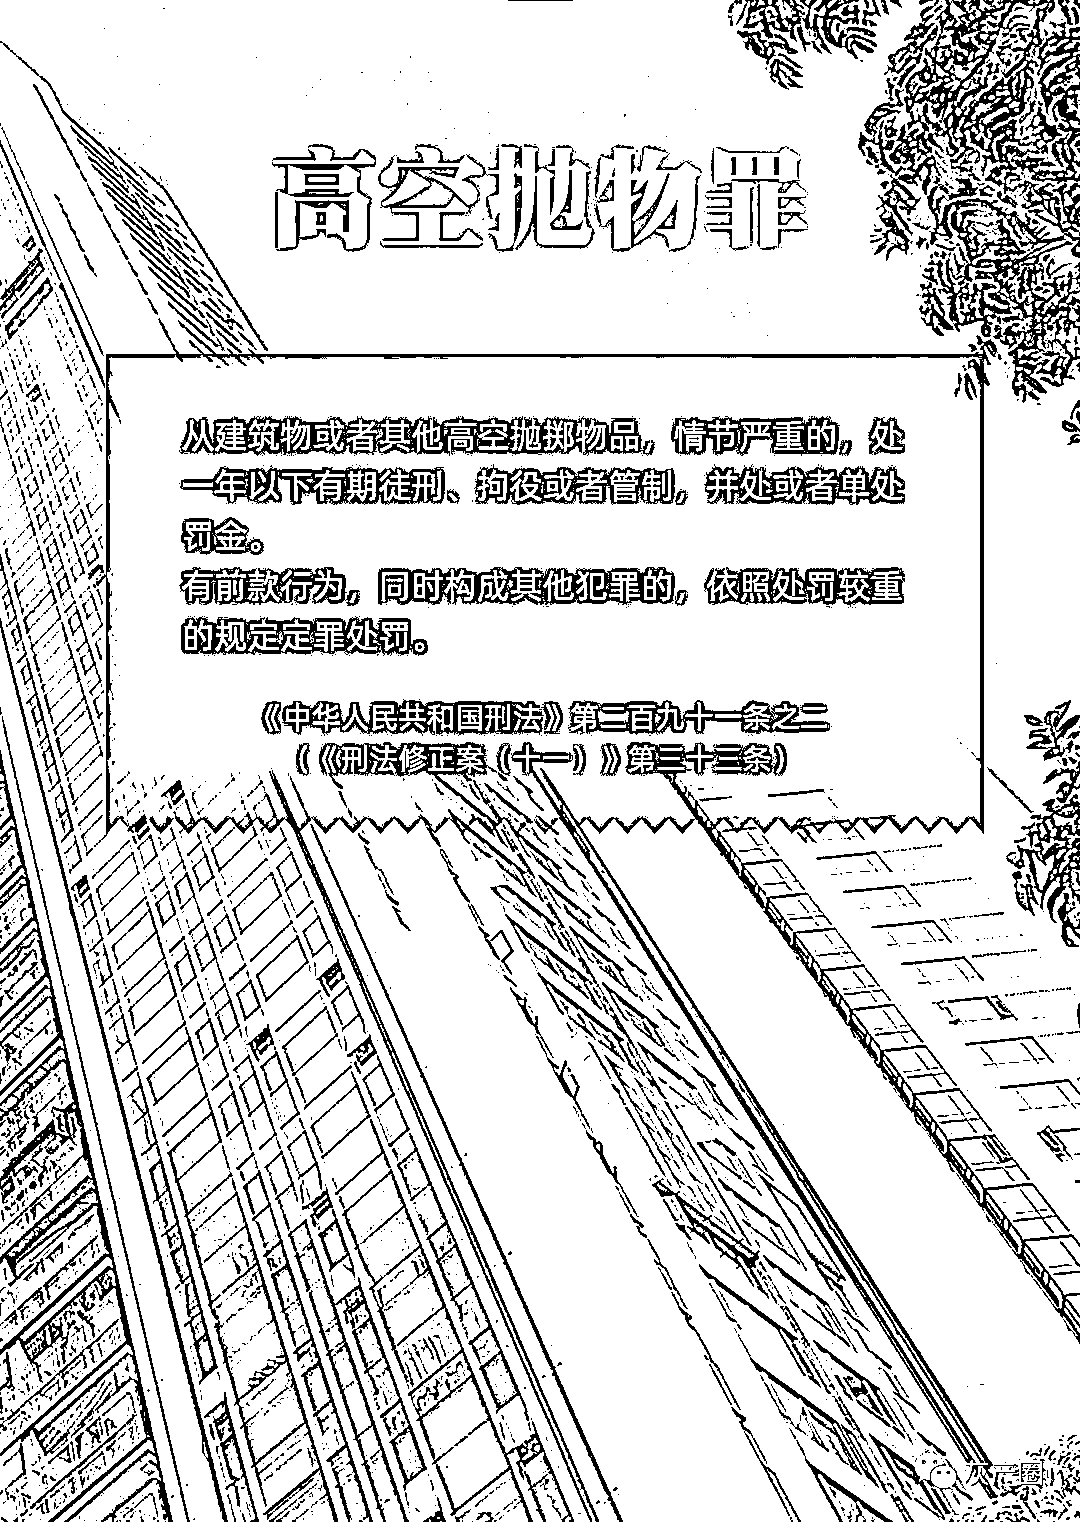 高空抛物罪
从建筑物或者其他高空抛掷物品，情节严重的，处
一年以下有期徒刑、拘役或者管制，并处或者单处
罚金。
有前款行为，同时构成其他犯罪的，依照处罚较重
的规定定罪处罚。
《中华人民共和国刑法》第二百九十一条之二
（《刑法修正案（十一）》第三十三条）
灰产圈